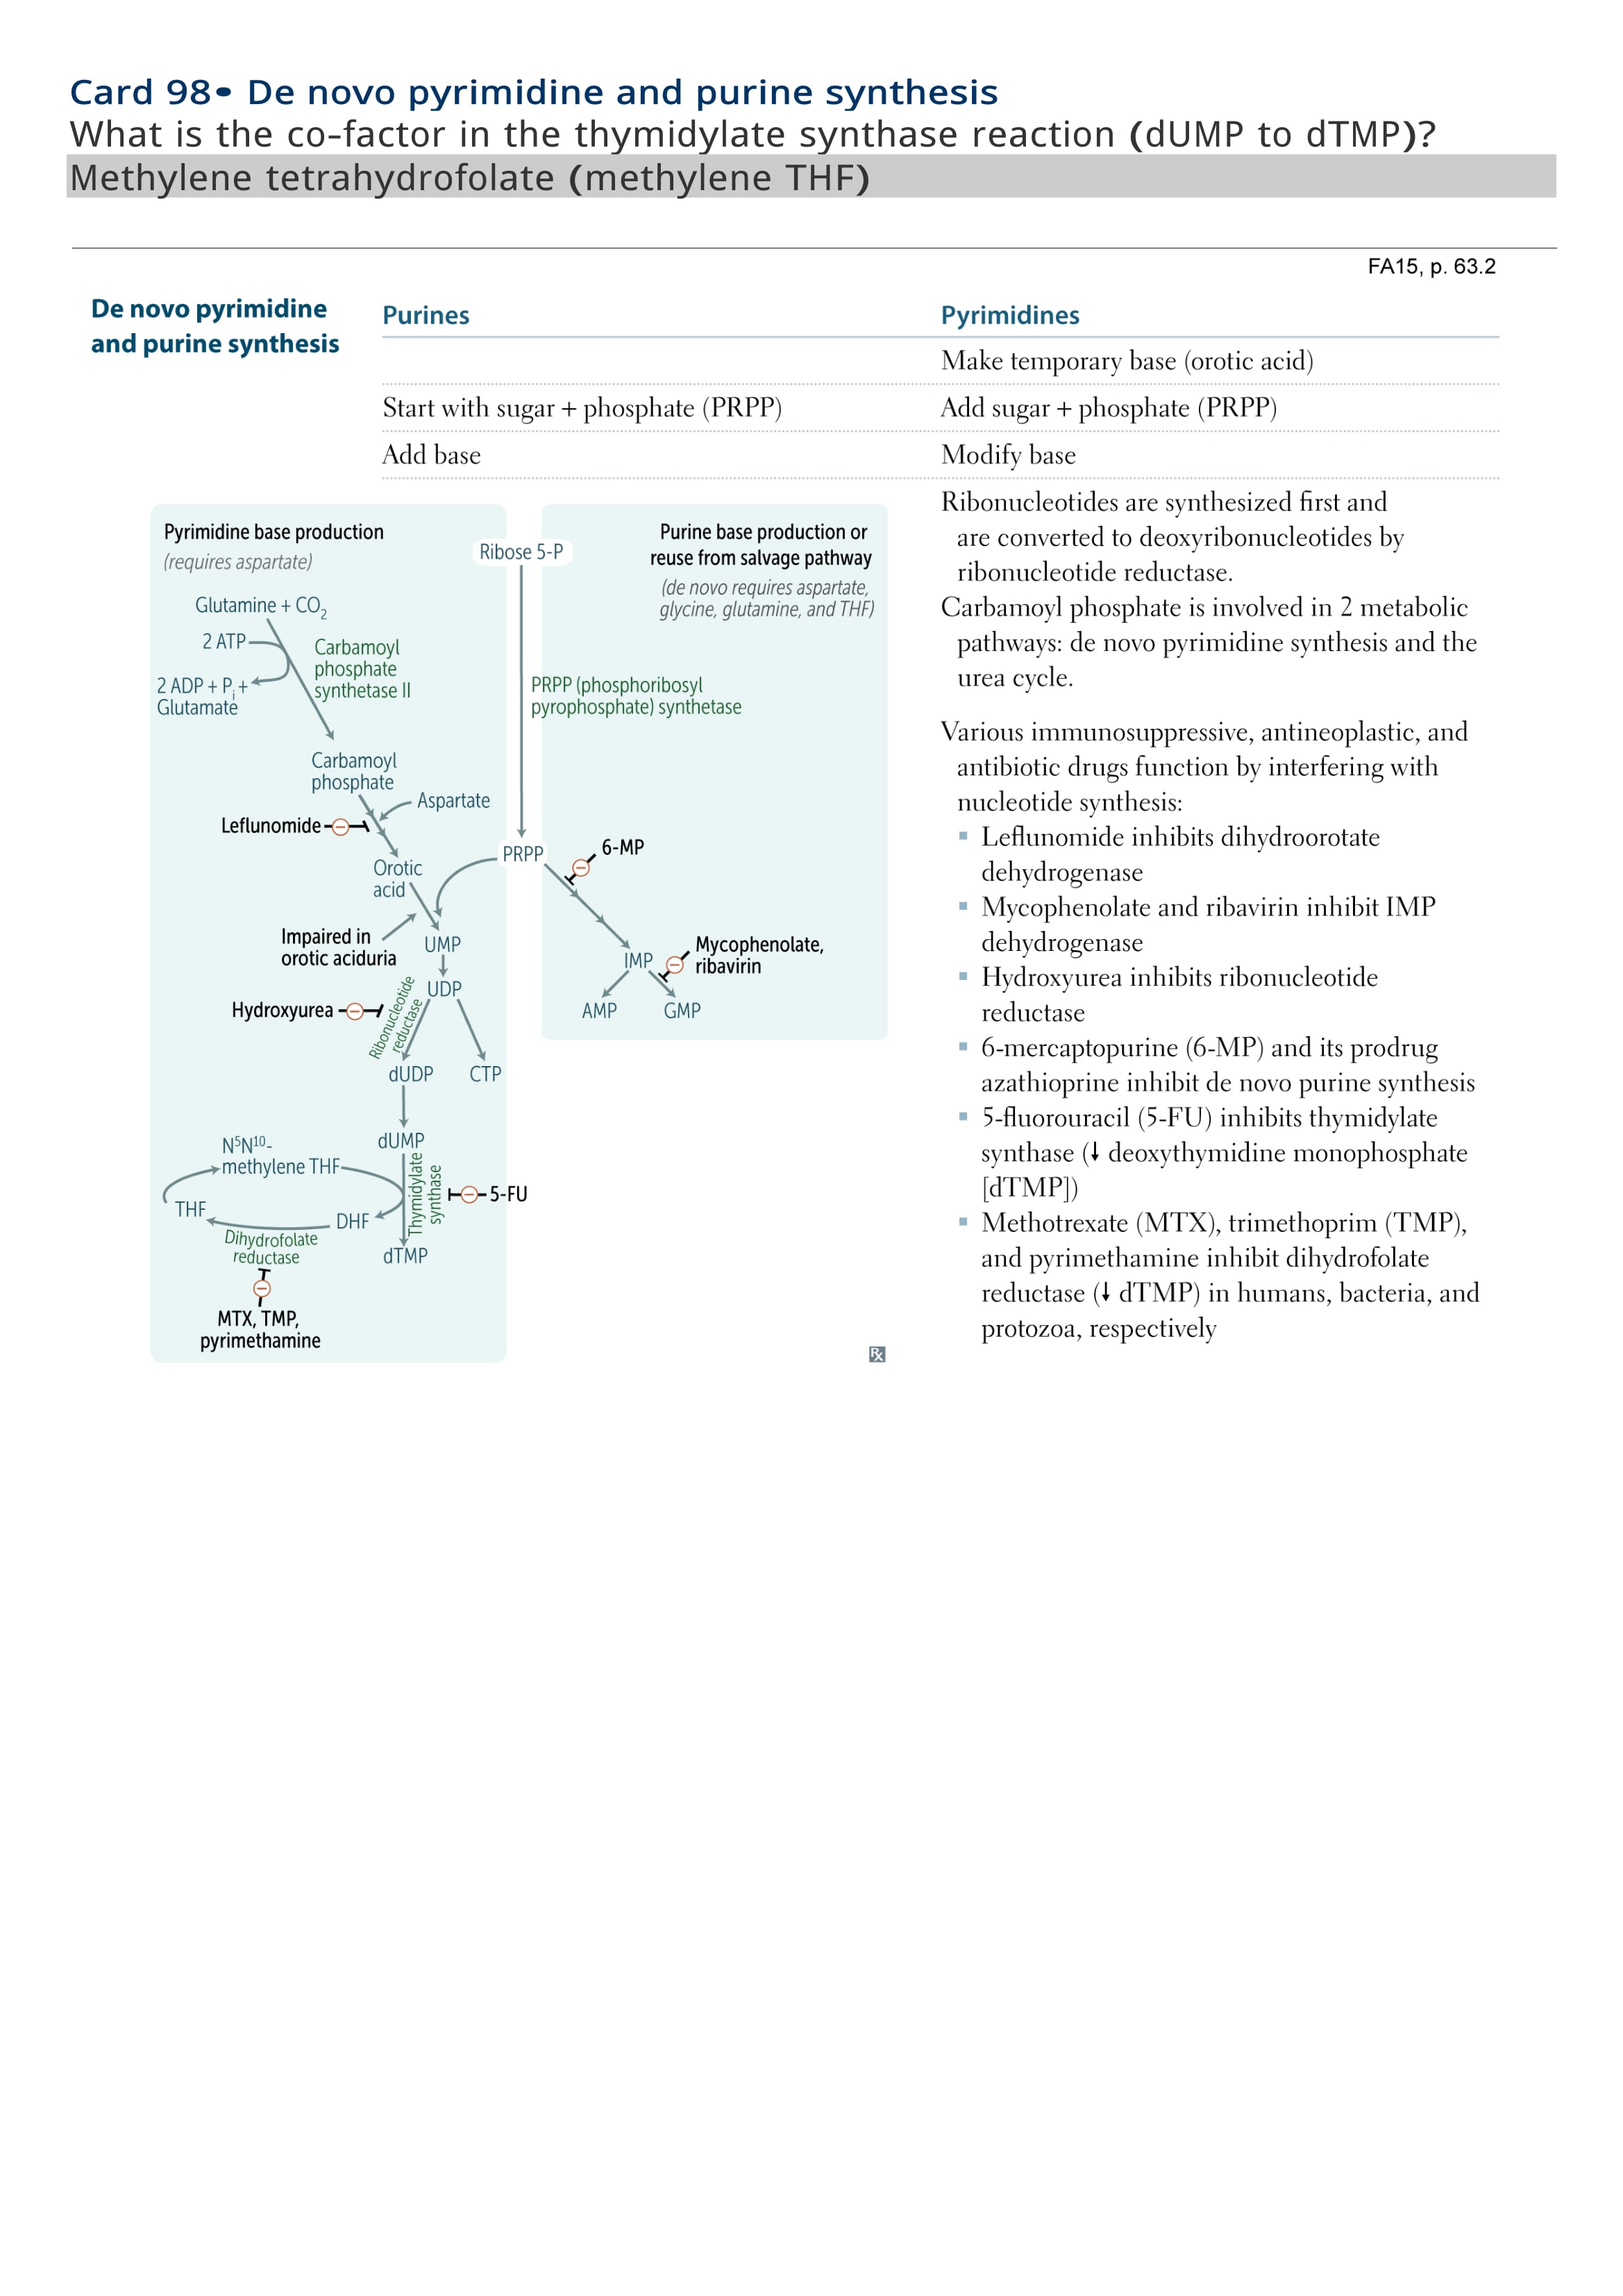 Card 98• De novo pyrimidine and purine synthesis
What is the co-factor in the thymidylate synthase reaction (dUMP to dTMP)?
Methylene tetrahydrofolate (methylene THF)
FA15, p. 63.2
De novo pyrimidine
and purine synthesis
Purines
Pyrimidines
Make temporary base (orotic acid)
Start with sugar + phosphate (PRPP)
Add sugar + phosphate (PRPP)
Add base
Modify base
Pyrimidine base production
(requires aspartate)
Glutamine + CO2
2 ATP
2 ADP + Pi +
Glutamate
Carbamoyl
phosphate
synthetase II
Carbamoyl
phosphate
Aspartate
Leflunomide
Orotic
acid
Impaired in
orotic aciduria
UMP
UDP
Hydroxyurea
Ribonucleotide
reductase
dUDP
CTP
dUMP
N5N10-
methylene THF
Thymidylate
synthase
5-FU
THF
DHF
Dihydrofolate
reductase
dTMP
MTX, TMP,
pyrimethamine
Ribose 5-P
Purine base production or
reuse from salvage pathway
(de novo requires aspartate,
glycine, glutamine, and THF)
PRPP (phosphoribosyl
pyrophosphate) synthetase
PRPP
6-MP
IMP
Mycophenolate,
ribavirin
AMP
GMP
Rx
Ribonucleotides are synthesized first and
are converted to deoxyribonucleotides by
ribonucleotide reductase.
Carbamoyl phosphate is involved in 2 metabolic
pathways: de novo pyrimidine synthesis and the
urea cycle.
Various immunosuppressive, antineoplastic, and
antibiotic drugs function by interfering with
nucleotide synthesis:
▪ Leflunomide inhibits dihydroorotate
dehydrogenase
▪ Mycophenolate and ribavirin inhibit IMP
dehydrogenase
▪ Hydroxyurea inhibits ribonucleotide
reductase
▪ 6-mercaptopurine (6-MP) and its prodrug
azathioprine inhibit de novo purine synthesis
▪ 5-fluorouracil (5-FU) inhibits thymidylate
synthase (↓ deoxythymidine monophosphate
[dTMP])
▪ Methotrexate (MTX), trimethoprim (TMP),
and pyrimethamine inhibit dihydrofolate
reductase (↓ dTMP) in humans, bacteria, and
protozoa, respectively